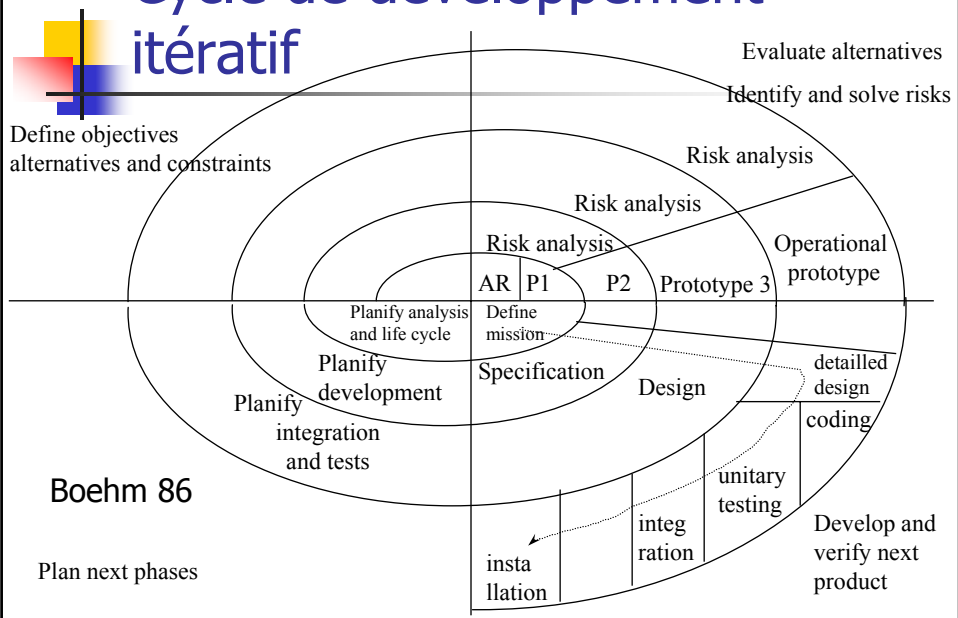 Cycle de développement
itératif
Evaluate alternatives
Identify and solve risks
Define objectives
alternatives and constraints
Risk analysis
Risk analysis
Risk analysis
Operational
prototype
AR
P1
P2
Prototype 3
Planify analysis
and life cycle
Define
mission
Planify
development
Specification
Design
detailled
design
Planify
integration
and tests
coding
unitary
testing
Boehm 86
integ
ration
Develop and
verify next
product
insta
llation
Plan next phases